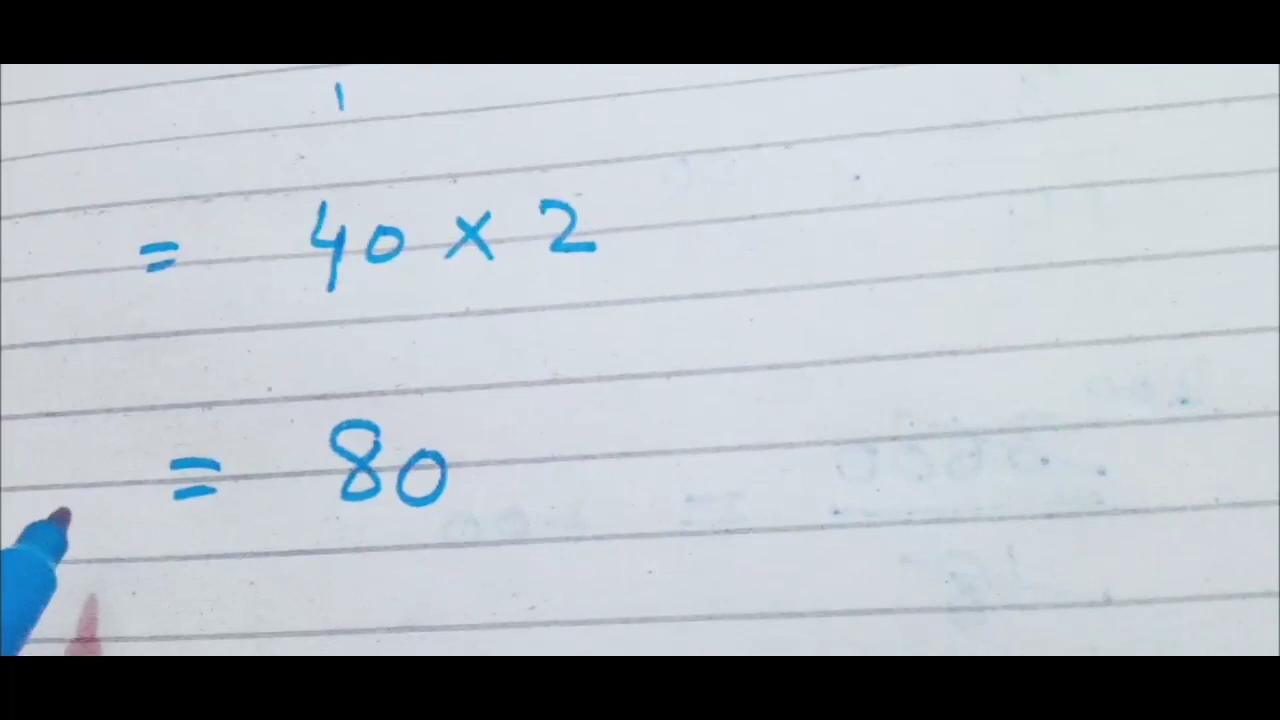 1
= 40 × 2
= 80